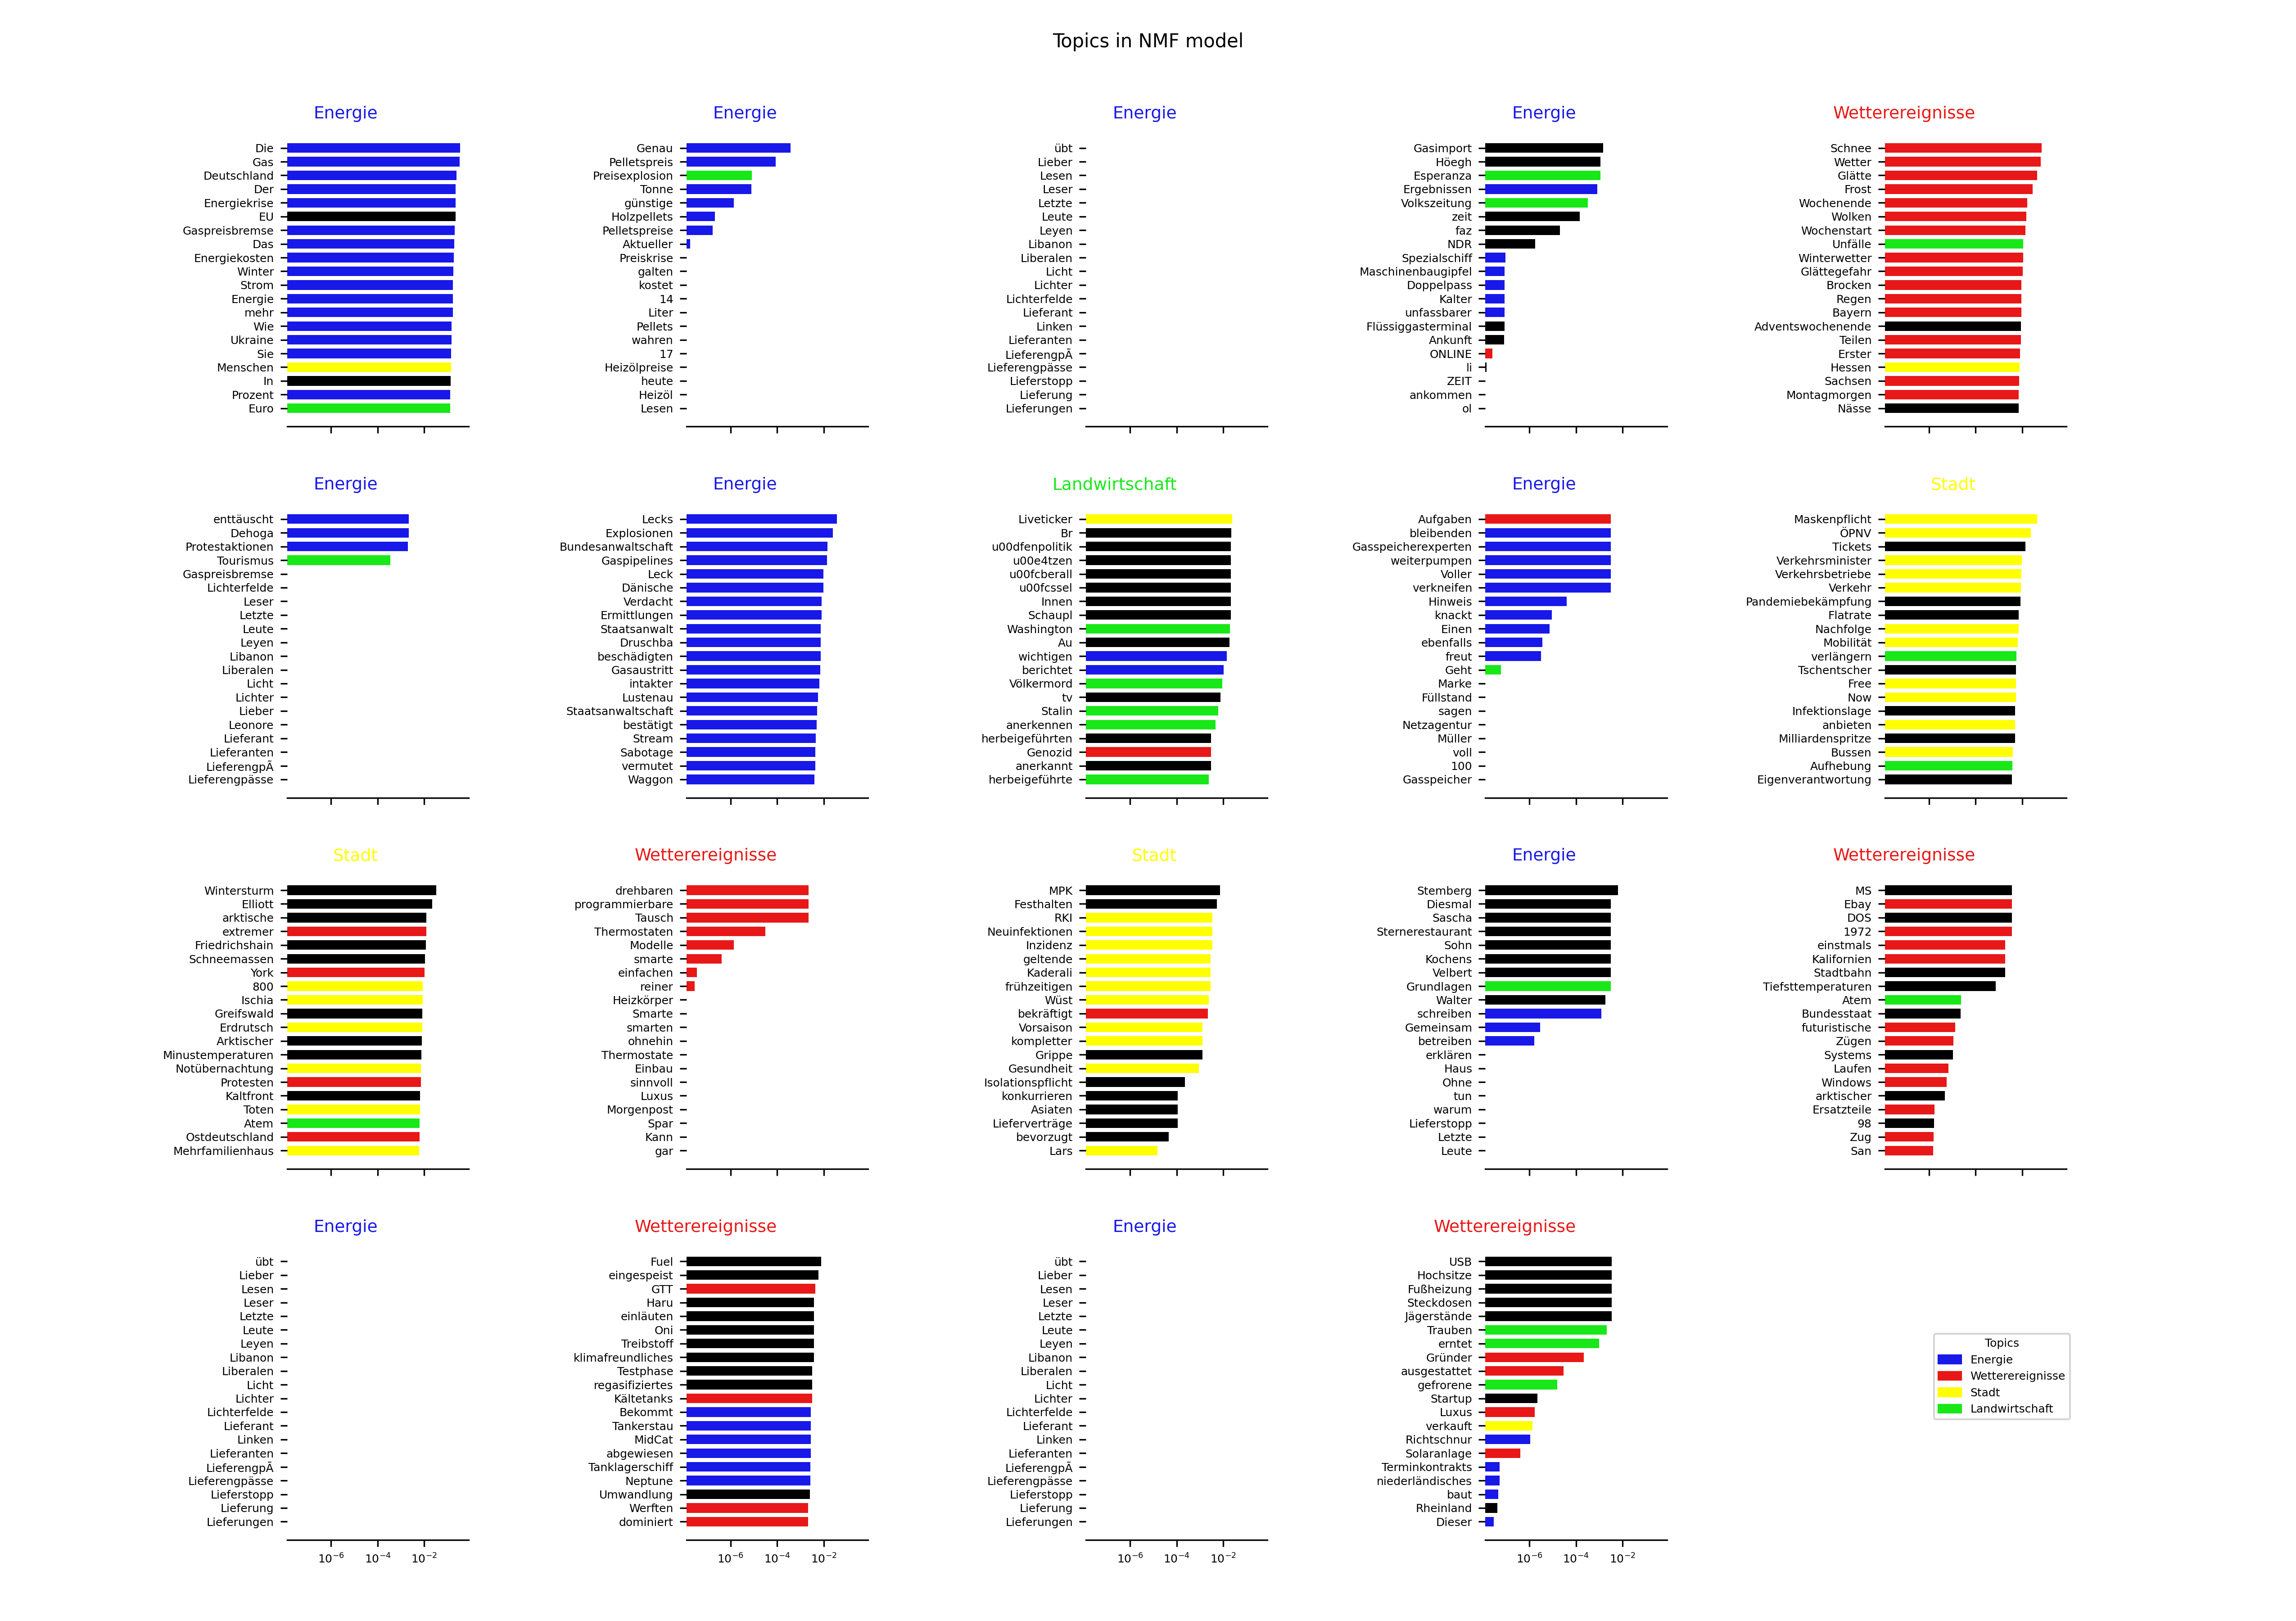 Topics in NMF model
Energie
Die
Gas
Deutschland
Der
Energiekrise
EU
Gaspreisbremse
Das
Energiekosten
Winter
Strom
Energie
mehr
Wie
Ukraine
Sie
Menschen
In
Prozent
Euro
Energie
Genau
Pelletspreis
Preisexplosion
Tonne
günstige
Holzpellets
Pelletspreise
Aktueller
Preiskrise
galten
kostet
14
Liter
Pellets
wahren
17
Heizölpreise
heute
Heizöl
Lesen
Energie
übt
Lieber
Lesen
Leser
Letzte
Leute
Leyen
Libanon
Liberalen
Licht
Lichter
Lichterfelde
Lieferant
Linken
Lieferanten
LieferengpÃ
Lieferengpässe
Lieferstopp
Lieferung
Lieferungen
Energie
Gasimport
Höegh
Esperanza
Ergebnissen
Volkszeitung
zeit
faz
NDR
Spezialschiff
Maschinenbaugipfel
Doppelpass
Kalter
unfassbarer
Flüssiggasterminal
Ankunft
ONLINE
li
ZEIT
ankommen
ol
Wetterereignisse
Schnee
Wetter
Glätte
Frost
Wochenende
Wolken
Wochenstart
Unfälle
Winterwetter
Glättegefahr
Brocken
Regen
Bayern
Adventswochenende
Teilen
Erster
Hessen
Sachsen
Montagmorgen
Nässe
Energie
enttäuscht
Dehoga
Protestaktionen
Tourismus
Gaspreisbremse
Lichterfelde
Leser
Letzte
Leute
Leyen
Libanon
Liberalen
Licht
Lichter
Lieber
Leonore
Lieferant
Lieferanten
LieferengpÃ
Lieferengpässe
Energie
Lecks
Explosionen
Bundesanwaltschaft
Gaspipelines
Leck
Dänische
Verdacht
Ermittlungen
Staatsanwalt
Druschba
beschädigten
Gasaustritt
intakter
Lustenau
Staatsanwaltschaft
bestätigt
Stream
Sabotage
vermutet
Waggon
Landwirtschaft
Liveticker
Br
u00dfenpolitik
u00e4tzen
u00fcberall
u00fcssel
Innen
Schaupl
Washington
Au
wichtigen
berichtet
Völkermord
tv
Stalin
anerkennen
herbeigeführten
Genozid
anerkannt
herbeigeführte
Energie
Aufgaben
bleibenden
Gasspeicherexperten
weiterpumpen
Voller
verkneifen
Hinweis
knackt
Einen
ebenfalls
freut
Geht
Marke
Füllstand
sagen
Netzagentur
Müller
voll
100
Gasspeicher
Stadt
Maskenpflicht
ÖPNV
Tickets
Verkehrsminister
Verkehrsbetriebe
Verkehr
Pandemiebekämpfung
Flatrate
Nachfolge
Mobilität
verlängern
Tschentscher
Free
Now
Infektionslage
anbieten
Milliardenspritze
Bussen
Aufhebung
Eigenverantwortung
Stadt
Wintersturm
Elliott
arktische
extremer
Friedrichshain
Schneemassen
York
800
Ischia
Greifswald
Erdrutsch
Arktischer
Minustemperaturen
Notübernachtung
Protesten
Kaltfront
Toten
Atem
Ostdeutschland
Mehrfamilienhaus
Wetterereignisse
drehbaren
programmierbare
Tausch
Thermostaten
Modelle
smarte
einfachen
reiner
Heizkörper
Smarte
smarten
ohnehin
Thermostate
Einbau
sinnvoll
Luxus
Morgenpost
Spar
Kann
gar
Stadt
MPK
Festhalten
RKI
Neuinfektionen
Inzidenz
geltende
Kaderali
frühzeitigen
Wüst
bekräftigt
Vorsaison
kompletter
Grippe
Gesundheit
Isolationspflicht
konkurrieren
Asiaten
Lieferverträge
bevorzugt
Lars
Energie
Stemberg
Diesmal
Sascha
Sternerestaurant
Sohn
Kochens
Velbert
Grundlagen
Walter
schreiben
Gemeinsam
betreiben
erklären
Haus
Ohne
tun
warum
Lieferstopp
Letzte
Leute
Wetterereignisse
MS
Ebay
DOS
1972
einstmals
Kalifornien
Stadtbahn
Tiefsttemperaturen
Atem
Bundesstaat
futuristische
Zügen
Systems
Laufen
Windows
arktischer
Ersatzteile
98
Zug
San
Energie
übt
Lieber
Lesen
Leser
Letzte
Leute
Leyen
Libanon
Liberalen
Licht
Lichter
Lichterfelde
Lieferant
Linken
Lieferanten
LieferengpÃ
Lieferengpässe
Lieferstopp
Lieferung
Lieferungen
10⁻⁶ 10⁻⁴ 10⁻²
Wetterereignisse
Fuel
eingespeist
GTT
Haru
einläuten
Oni
Treibstoff
klimafreundliches
Testphase
regasifiziertes
Kältetanks
Bekommt
Tankerstau
MidCat
abgewiesen
Tanklagerschiff
Neptune
Umwandlung
Werften
dominiert
10⁻⁶ 10⁻⁴ 10⁻²
Energie
übt
Lieber
Lesen
Leser
Letzte
Leute
Leyen
Libanon
Liberalen
Licht
Lichter
Lichterfelde
Lieferant
Linken
Lieferanten
LieferengpÃ
Lieferengpässe
Lieferstopp
Lieferung
Lieferungen
10⁻⁶ 10⁻⁴ 10⁻²
Wetterereignisse
USB
Hochsitze
Fußheizung
Steckdosen
Jägerstände
Trauben
erntet
Gründer
ausgestattet
gefrorene
Startup
Luxus
verkauft
Richtschnur
Solaranlage
Terminkontrakts
niederländisches
baut
Rheinland
Dieser
10⁻⁶ 10⁻⁴ 10⁻²
Topics
Energie
Wetterereignisse
Stadt
Landwirtschaft